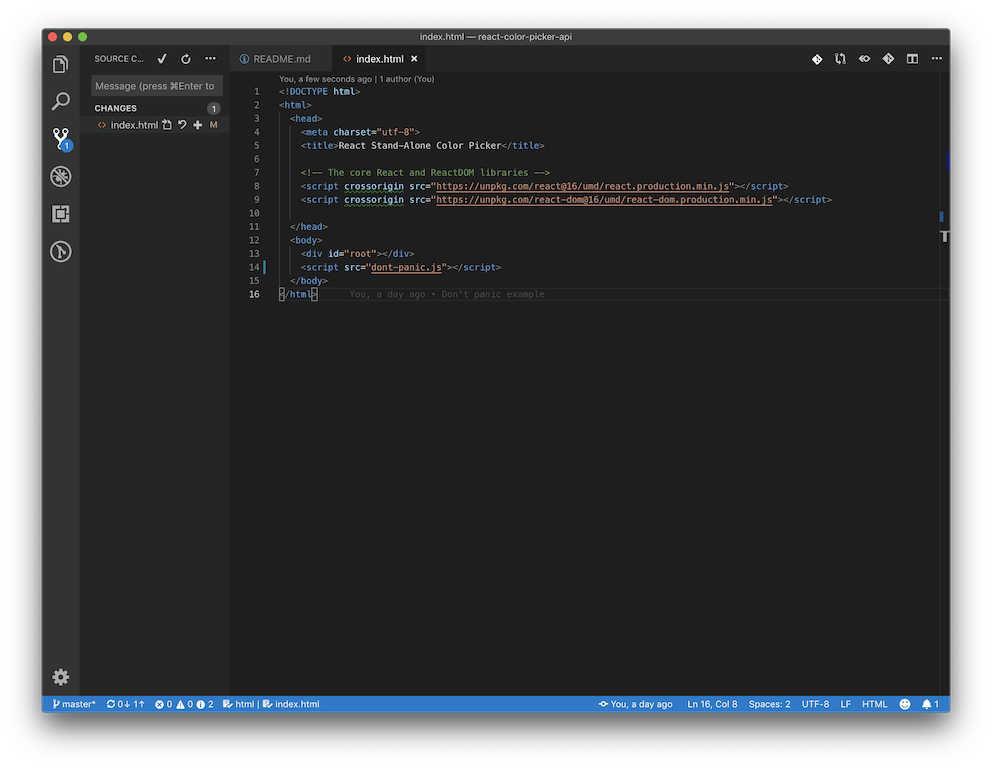 index.html — react-color-picker-api
SOURCE C...
README.md
index.html
Message (press ⌘Enter to
CHANGES 1
index.html M
1
You, a few seconds ago | 1 author (You)
1 <!DOCTYPE html>
2 <html>
3 <head>
4 <meta charset="utf-8">
5 <title>React Stand-Alone Color Picker</title>
6
7 <!-- The core React and ReactDOM libraries -->
8 <script crossorigin src="https://unpkg.com/react@16/umd/react.production.min.js"></script>
9 <script crossorigin src="https://unpkg.com/react-dom@16/umd/react-dom.production.min.js"></script>
10
11 </head>
12 <body>
13 <div id="root"></div>
14 <script src="dont-panic.js"></script>
15 </body>
16 </html> You, a day ago • Don't panic example
T
master* 0↓ 1↑ 0 0 2 html | index.html You, a day ago Ln 16, Col 8 Spaces: 2 UTF-8 LF HTML 1